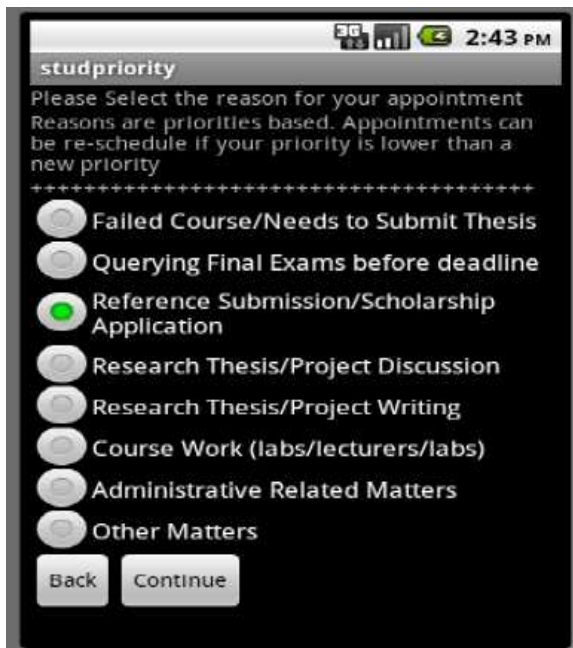 3G 2:43 PM
studpriority
Please Select the reason for your appointment
Reasons are priorities based. Appointments can
be re-schedule if your priority is lower than a
new priority
++++++++++++++++++++++++++++++++++++++
Failed Course/Needs to Submit Thesis
Querying Final Exams before deadline
Reference Submission/Scholarship
Application
Research Thesis/Project Discussion
Research Thesis/Project Writing
Course Work (labs/lecturers/labs)
Administrative Related Matters
Other Matters
Back Continue